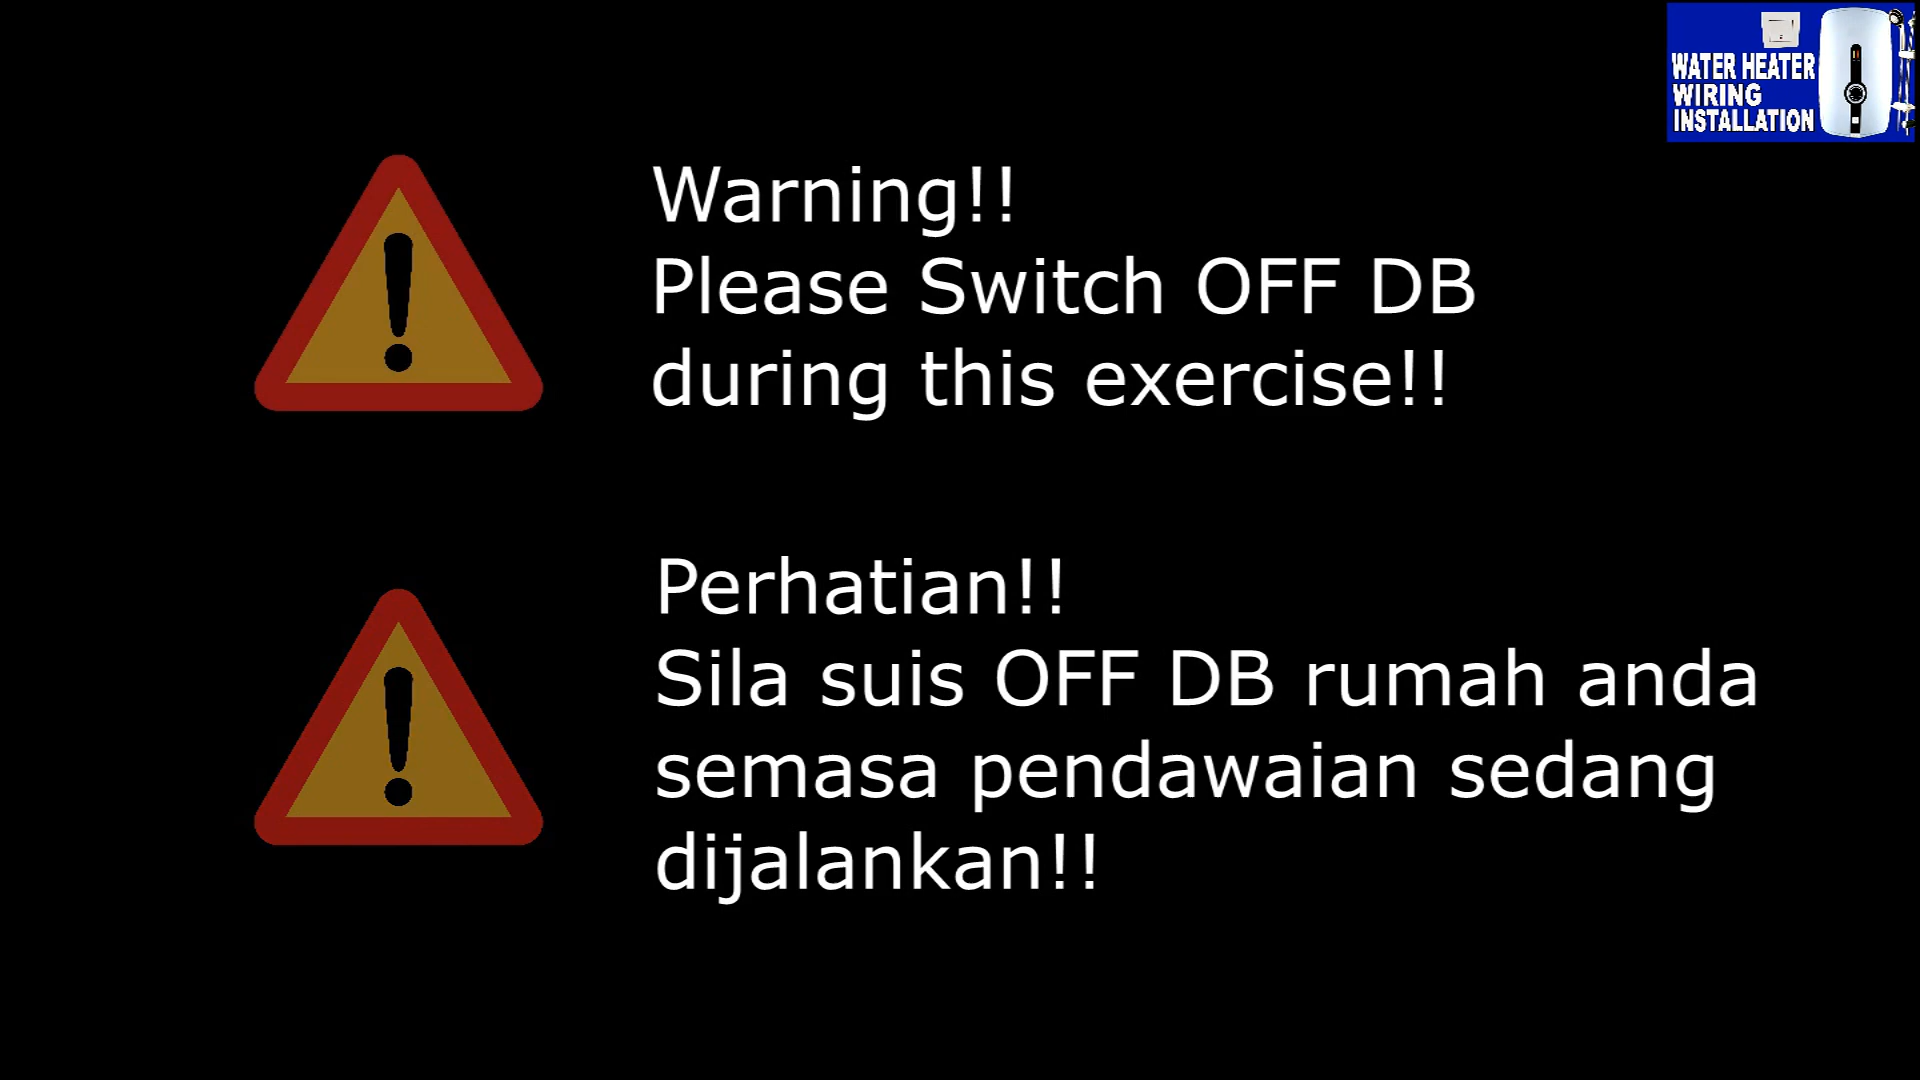 WATER HEATER
WIRING
INSTALLATION
Warning!!
Please Switch OFF DB
during this exercise!!
Perhatian!!
Sila suis OFF DB rumah anda
semasa pendawaian sedang
dijalankan!!